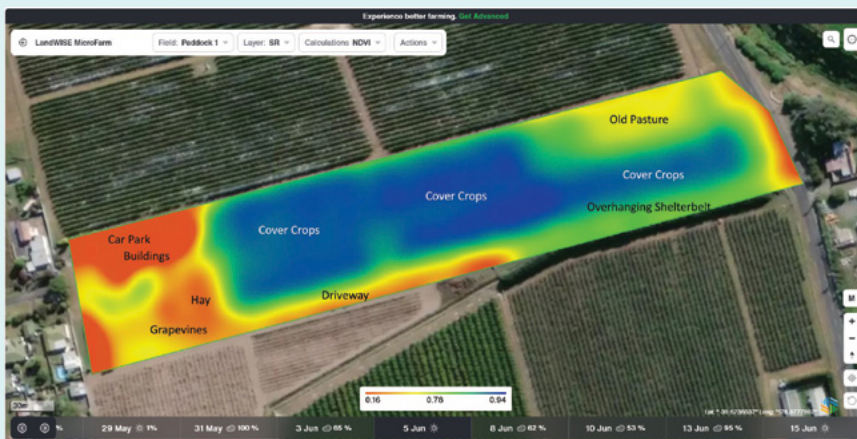 Experience better farming. Get Advanced
LandWISE MicroFarm
Field: Paddock 1
Layer: SR
Calculations NDVI
Actions
Old Pasture
Cover Crops
Cover Crops
Cover Crops
Overhanging Shelterbelt
Car Park
Buildings
Hay
Driveway
Grapevines
0.16 0.78 0.94
29 May 1% 31 May 100 % 3 Jun 65 % 5 Jun 8 Jun 62 % 10 Jun 53 % 13 Jun 85 % 15 Jun